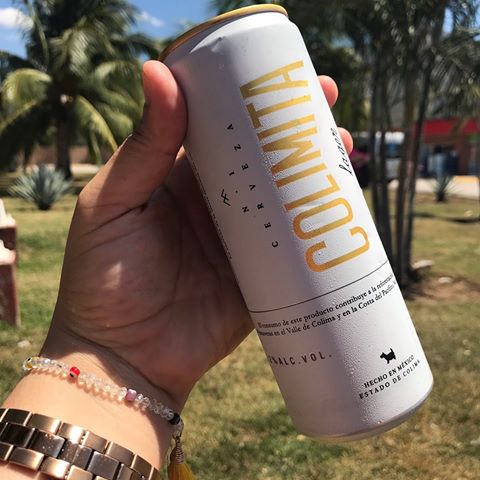 CERVEZA
COLIMITA
Lager
El consumo de este producto contribuye a la
en el Valle de Colima y en la Costa del Pacífico
% ALC. VOL.
HECHO EN MÉXICO
ESTADO DE COLIMA